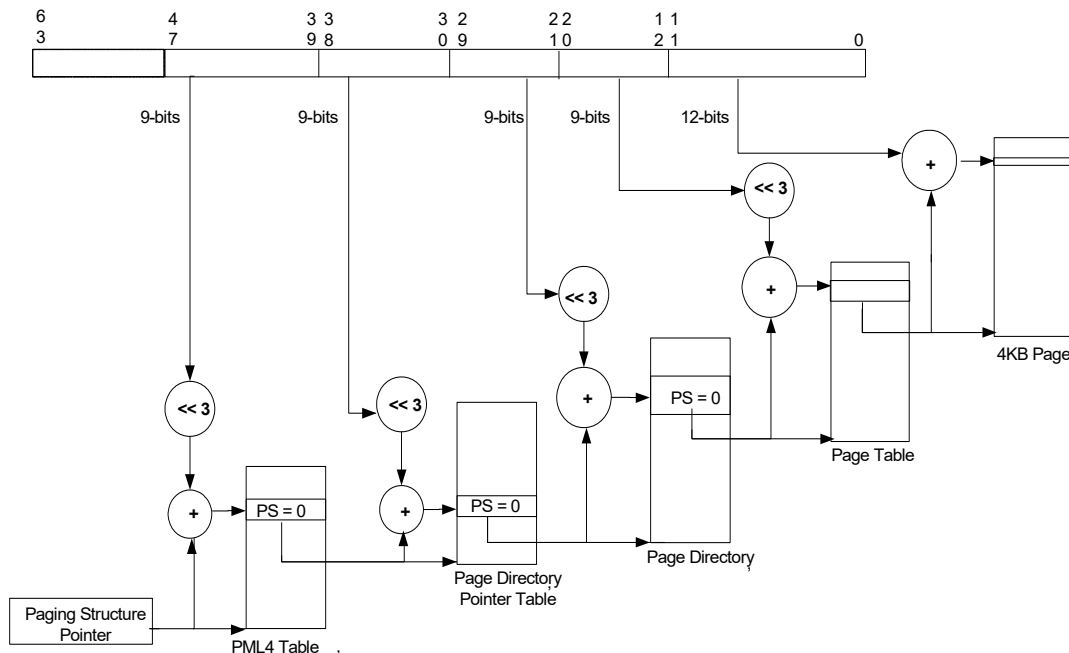 6 4 3 3 3 2 2 2 1 1
3 7 9 8 0 9 1 0 2 1 0
9-bits 9-bits 9-bits 9-bits 12-bits
+
<< 3
<< 3
+
4KB Page
<< 3 << 3 + PS = 0
Page Table
PS = 0
+ PS = 0 +
Page Directory,
Page Directory,
Pointer Table
Paging Structure
Pointer
PML4 Table ,